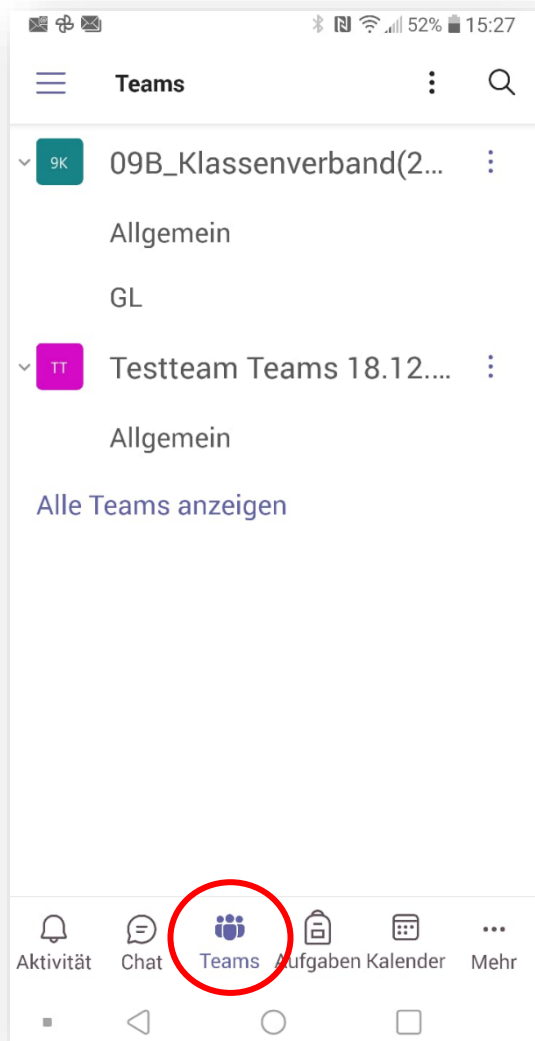 52% 15:27
Teams
9K 09B_Klassenverband(2...
Allgemein
GL
TT Testteam Teams 18.12....
Allgemein
Alle Teams anzeigen
Aktivität Chat Teams Aufgaben Kalender Mehr